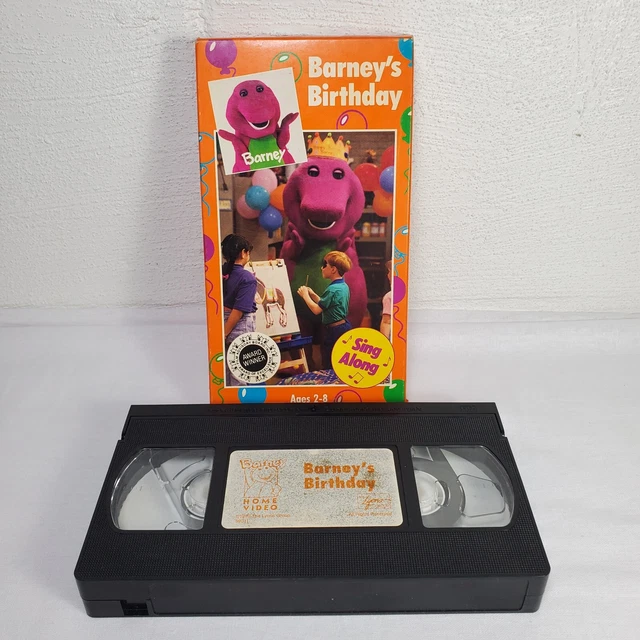 Barney's
Birthday
Barney
AWARD
WINNER
Sing
Along
Ages 2-8
Barney
HOME
VIDEO
Barney's
Birthday